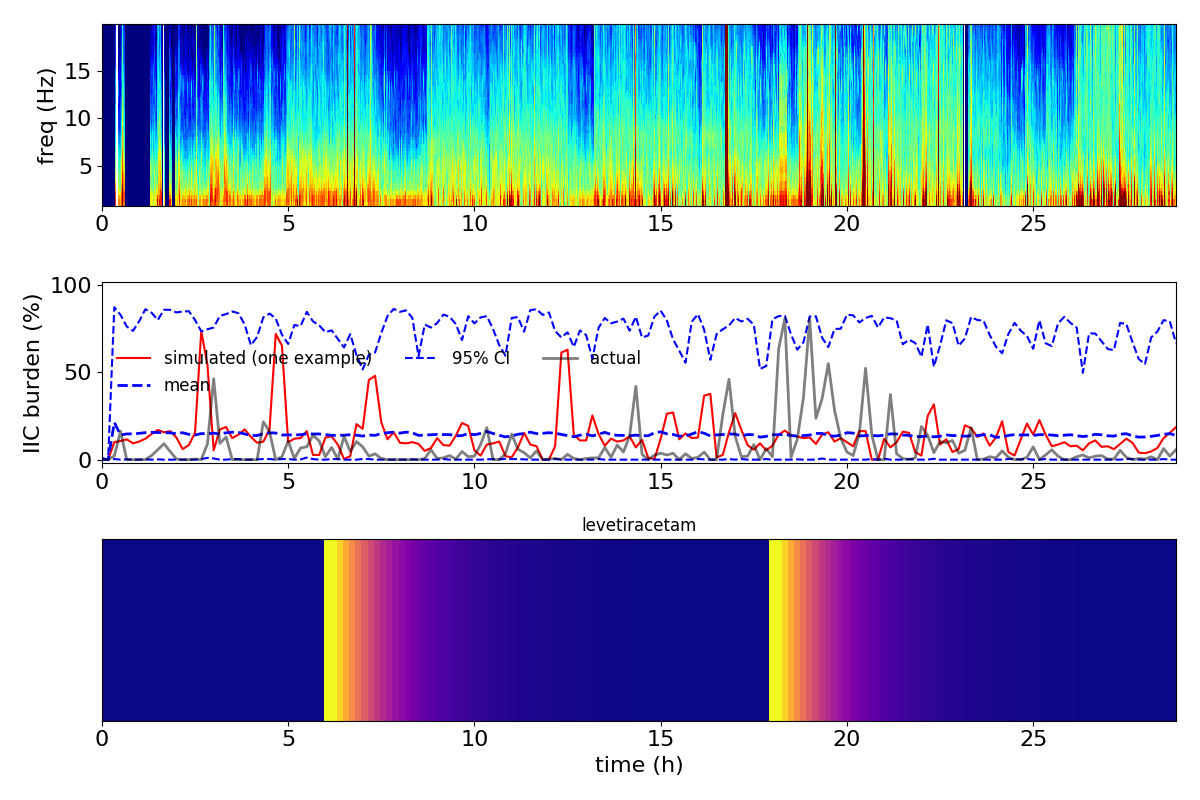 freq (Hz)
15
10
5
0 5 10 15 20 25
IIC burden (%)
100
50
0
simulated (one example) 95% CI actual
mean
0 5 10 15 20 25
levetiracetam
0 5 10 15 20 25
time (h)